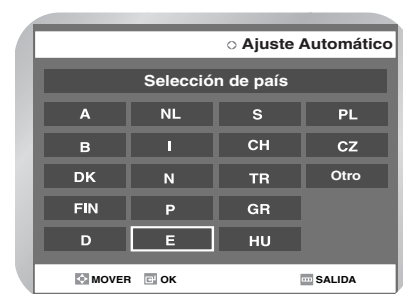 Ajuste Automático
Selección de país
A NL S PL
B I CH CZ
DK N TR Otro
FIN P GR
D E HU
MOVER OK SALIDA